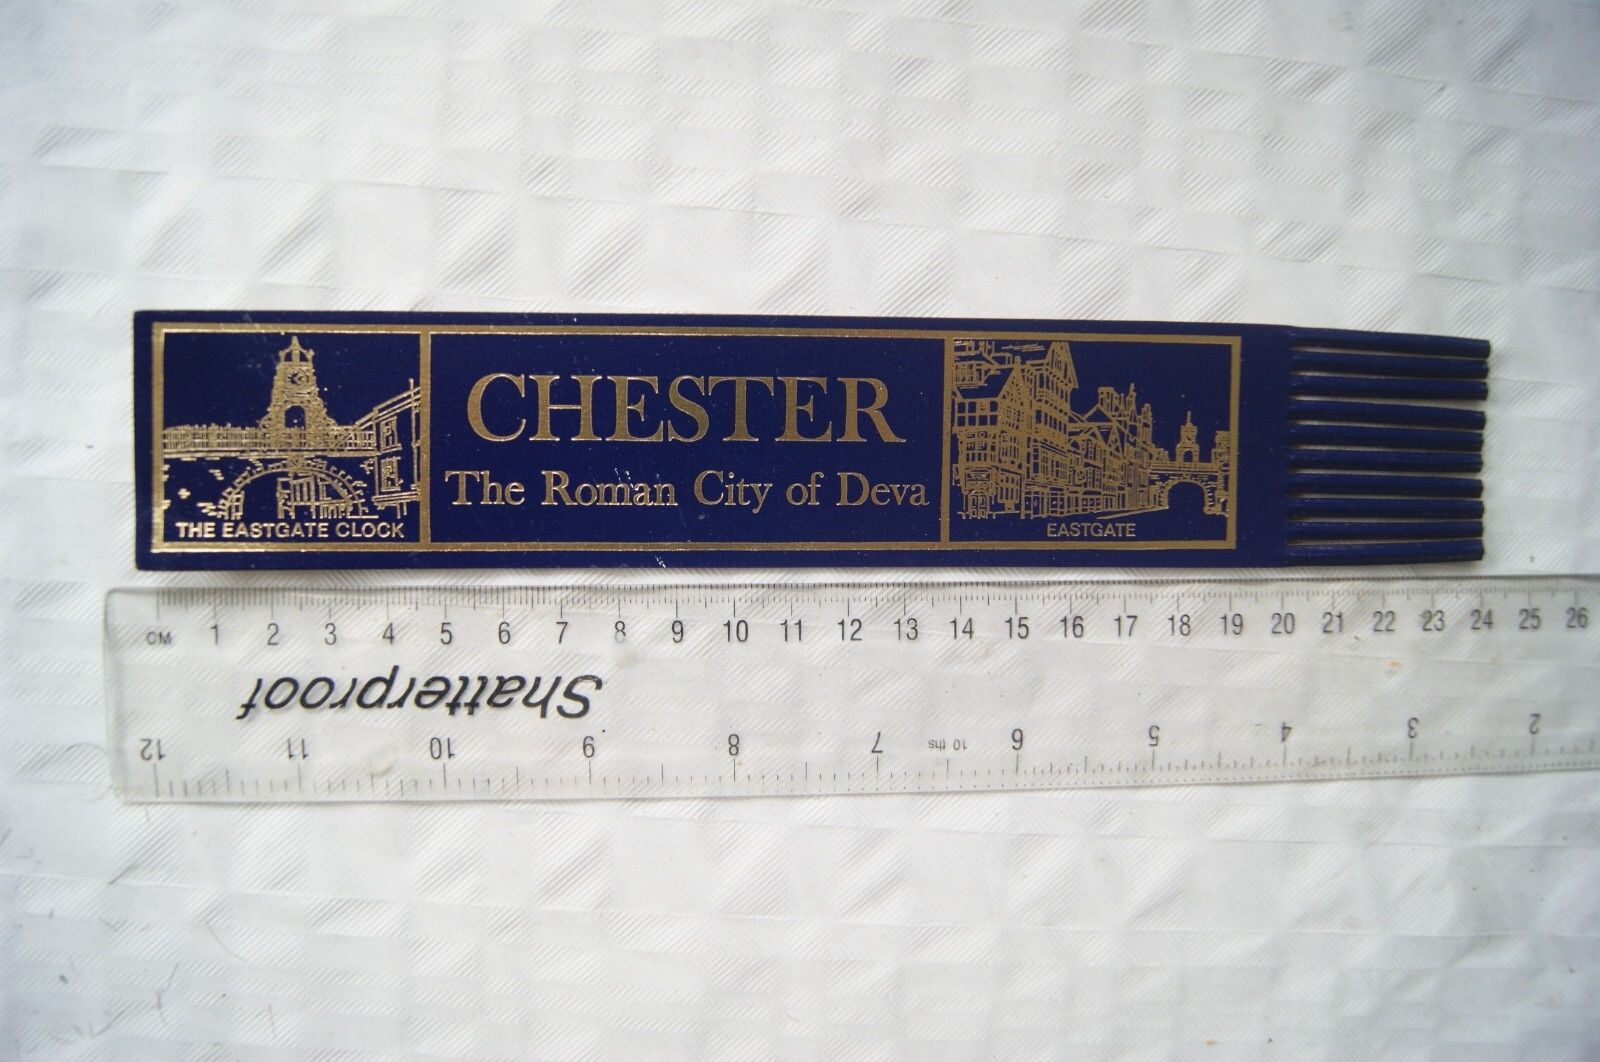 CHESTER
The Roman City of Deva
THE EASTGATE CLOCK
EASTGATE
CM 1 2 3 4 5 6 7 8 9 10 11 12 13 14 15 16 17 18 19 20 21 22 23 24 25 26
Shatterproof
12 11 10 9 8 7 10 ths 6 5 4 3 2